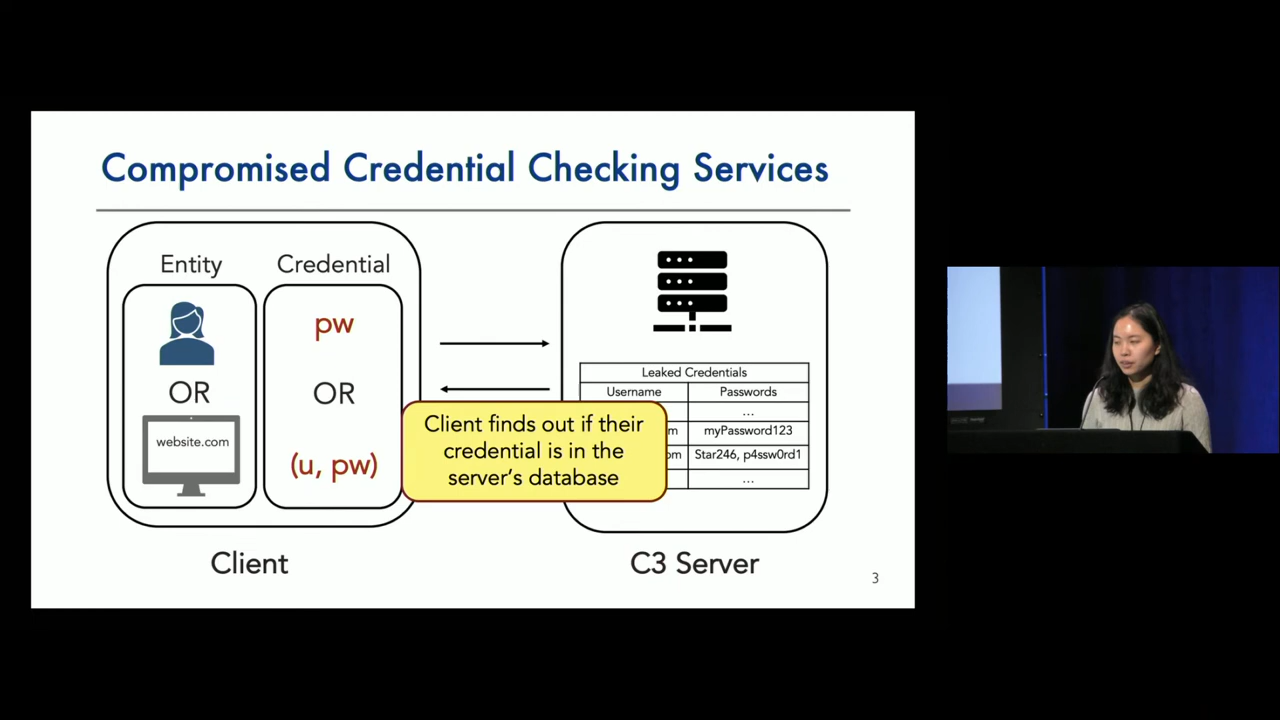 Compromised Credential Checking Services
Entity
Credential
pw
OR
OR
website.com
(u, pw)
Client
Client finds out if their
credential is in the
server's database
Leaked Credentials
Username Passwords
...
m myPassword123
om Star246, p4ssw0rd1
...
C3 Server
3